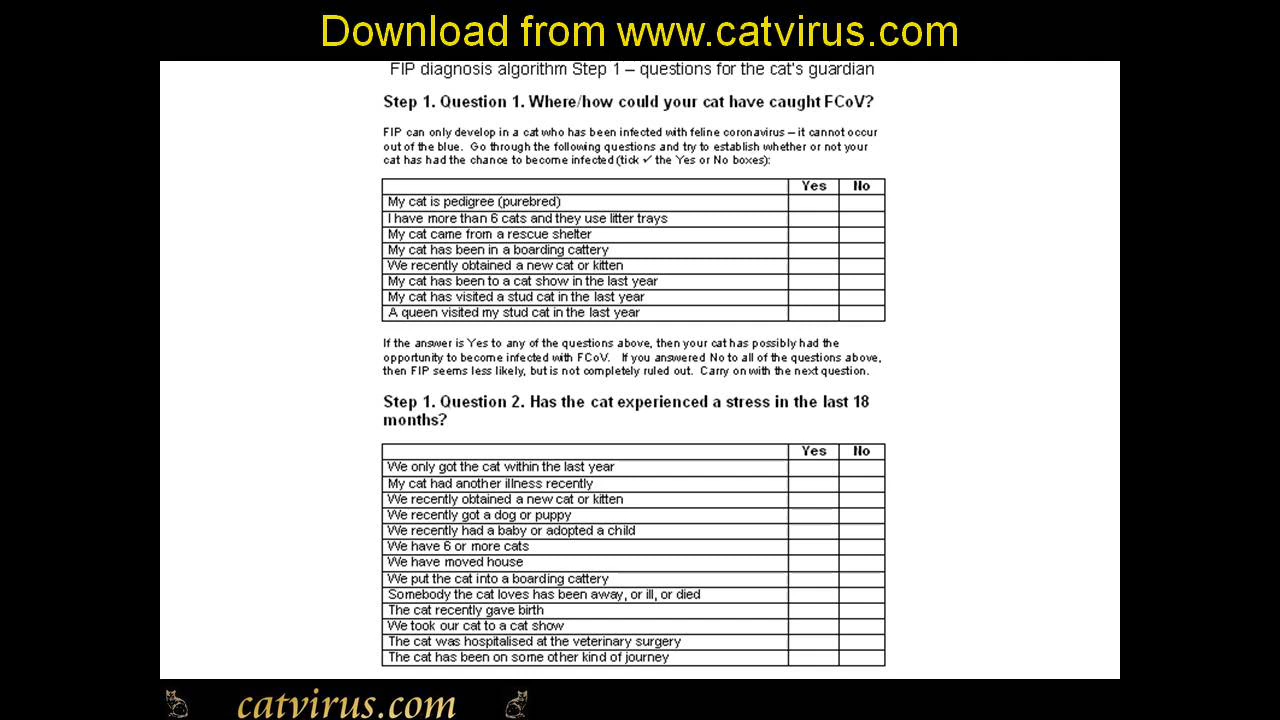 Download from www.catvirus.com
FIP diagnosis algorithm Step 1 – questions for the cat's guardian
Step 1. Question 1. Where/how could your cat have caught FCoV?
FIP can only develop in a cat who has been infected with feline coronavirus – it cannot occur
out of the blue. Go through the following questions and try to establish whether or not your
cat has had the chance to become infected (tick ✓ the Yes or No boxes):
Yes No
My cat is pedigree (purebred)
I have more than 6 cats and they use litter trays
My cat came from a rescue shelter
My cat has been in a boarding cattery
We recently obtained a new cat or kitten
My cat has been to a cat show in the last year
My cat has visited a stud cat in the last year
A queen visited my stud cat in the last year
If the answer is Yes to any of the questions above, then your cat has possibly had the
opportunity to become infected with FCoV. If you answered No to all of the questions above,
then FIP seems less likely, but is not completely ruled out. Carry on with the next question.
Step 1. Question 2. Has the cat experienced a stress in the last 18
months?
Yes No
We only got the cat within the last year
My cat had another illness recently
We recently obtained a new cat or kitten
We recently got a dog or puppy
We recently had a baby or adopted a child
We have 6 or more cats
We have moved house
We put the cat into a boarding cattery
Somebody the cat loves has been away, or ill, or died
The cat recently gave birth
We took our cat to a cat show
The cat was hospitalised at the veterinary surgery
The cat has been on some other kind of journey
catvirus.com